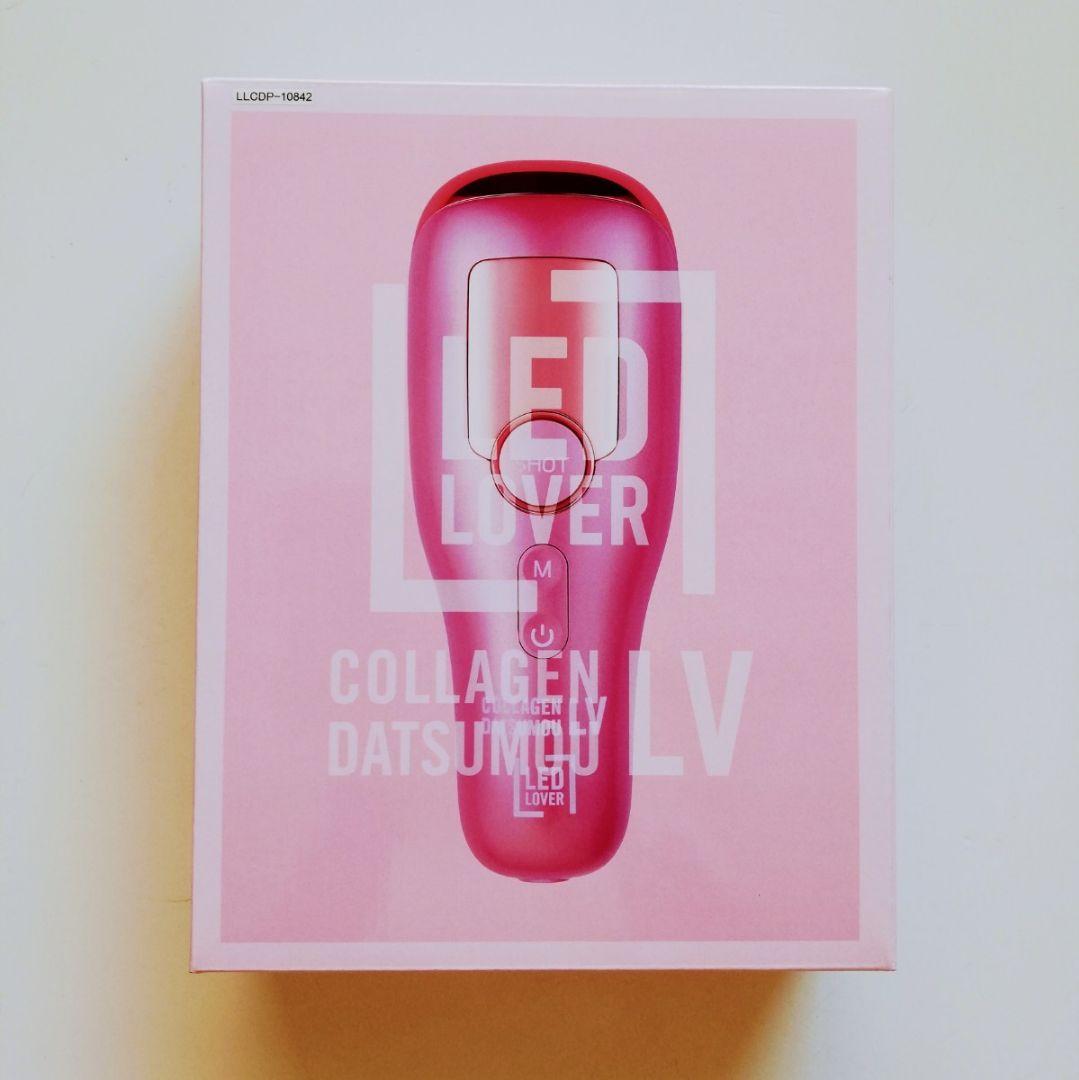 LLCDP-10842
LED
SHOT
LOVER
M
COLLAGEN
DATSUMOU LV
COLLAGEN
DATSUMOU LV
LED
LOVER